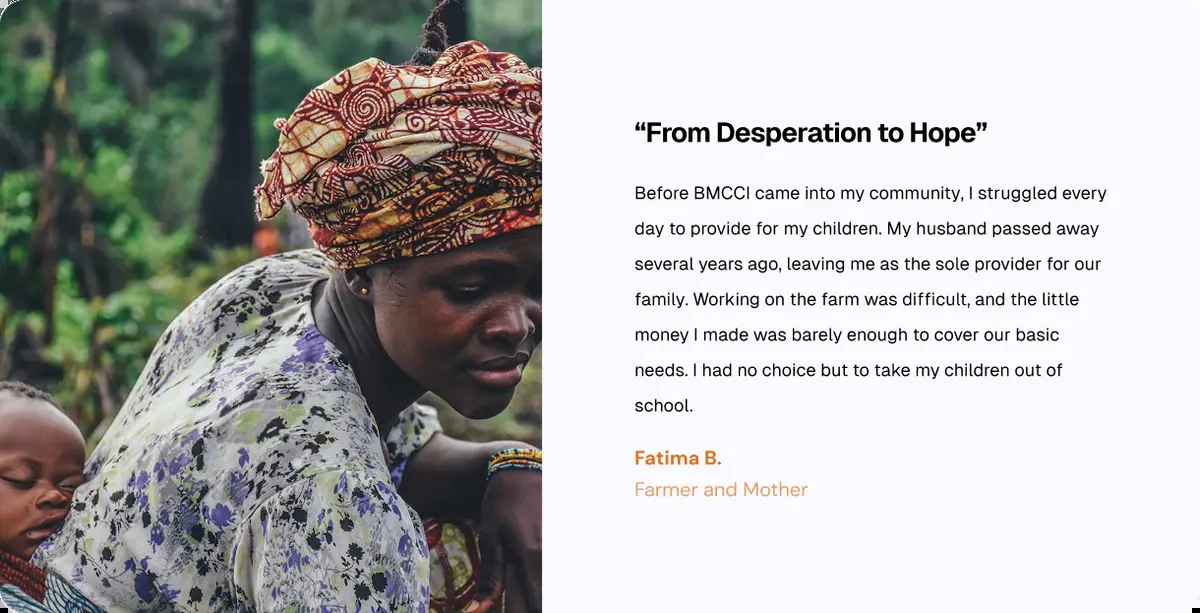 “From Desperation to Hope”
Before BMCCI came into my community, I struggled every
day to provide for my children. My husband passed away
several years ago, leaving me as the sole provider for our
family. Working on the farm was difficult, and the little
money I made was barely enough to cover our basic
needs. I had no choice but to take my children out of
school.
Fatima B.
Farmer and Mother